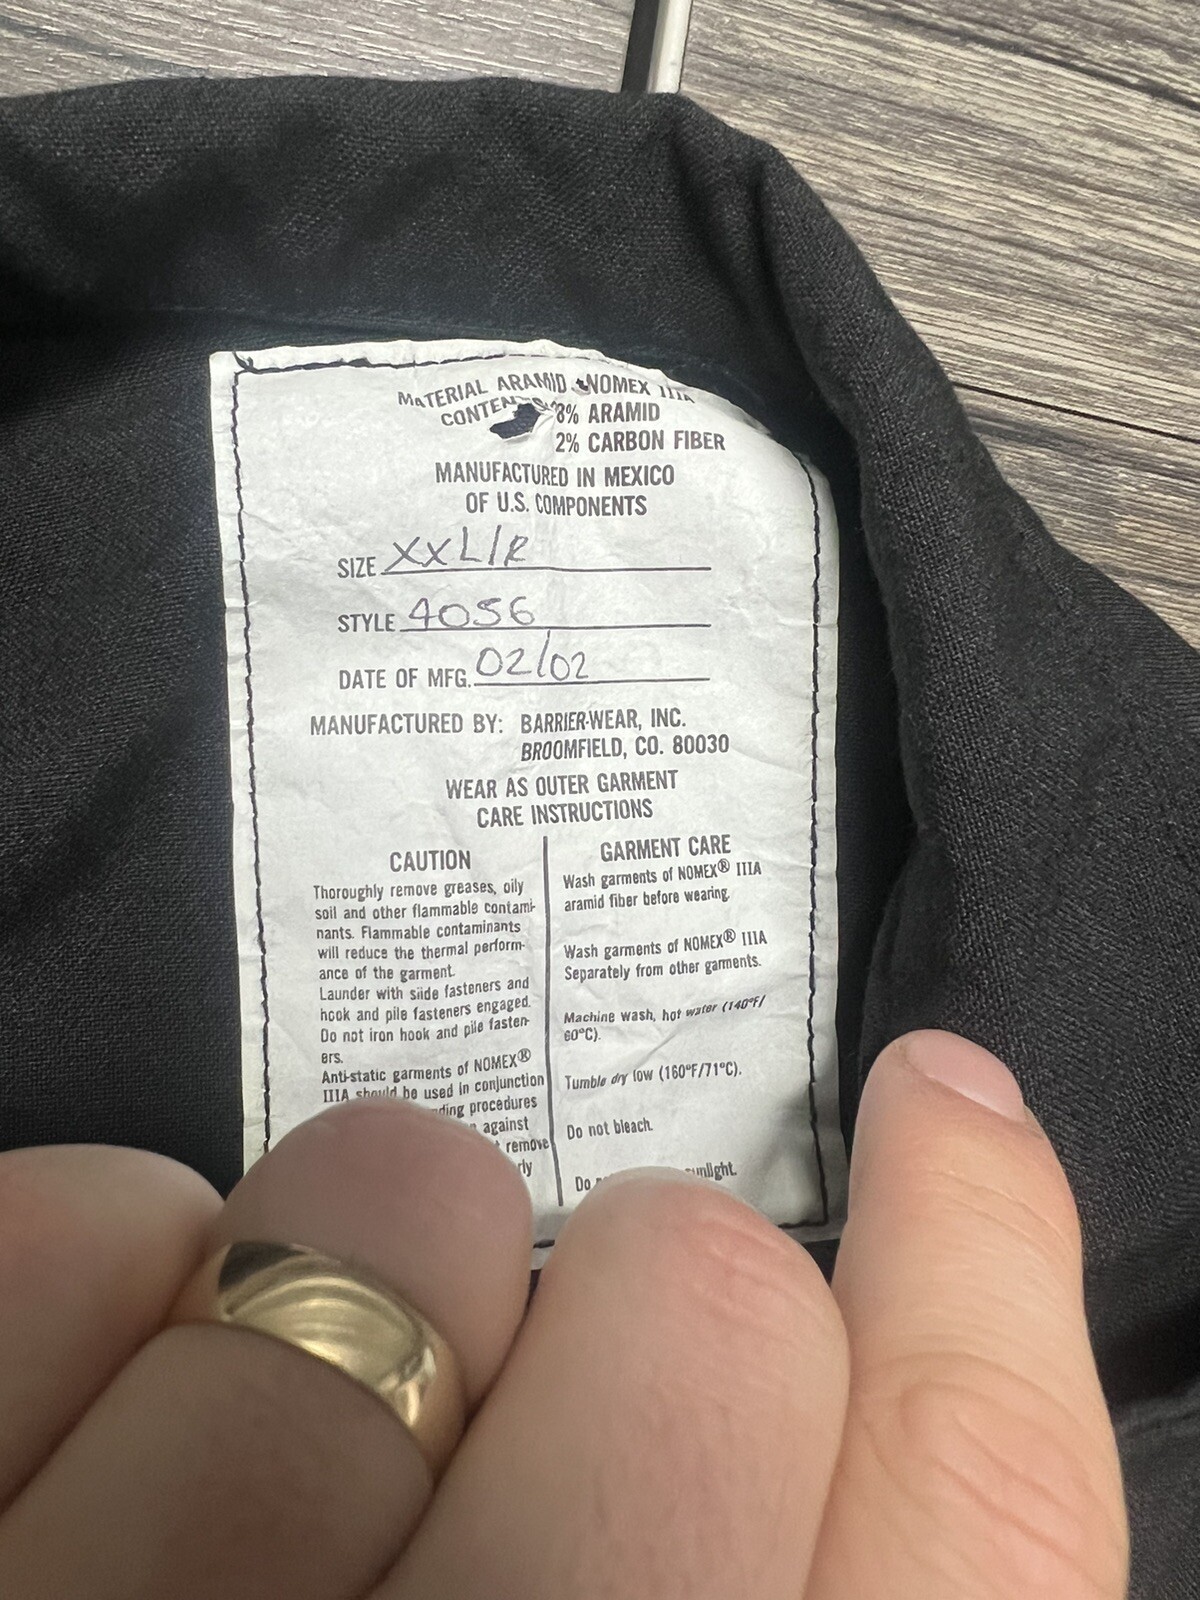 MATERIAL ARAMID NOMEX IIIA
8% ARAMID
2% CARBON FIBER
MANUFACTURED IN MEXICO
OF U.S. COMPONENTS
SIZE XXL/R
STYLE 4056
DATE OF MFG. 02/02
MANUFACTURED BY: BARRIER-WEAR, INC.
BROOMFIELD, CO. 80030
WEAR AS OUTER GARMENT
CARE INSTRUCTIONS
CAUTION
Thoroughly remove greases, oily
soil and other flammable contami-
nants. Flammable contaminants
will reduce the thermal perform-
ance of the garment.
Launder with slide fasteners and
hook and pile fasteners engaged.
Do not iron hook and pile fasten-
ers.
Anti-static garments of NOMEX®
IIIA should be used in conjunction
procedures
against
remove
GARMENT CARE
Wash garments of NOMEX® IIIA
aramid fiber before wearing.
Wash garments of NOMEX® IIIA
Separately from other garments.
Machine wash, hot water (140°F/
60°C).
Tumble dry low (160°F/71°C).
Do not bleach.
Do